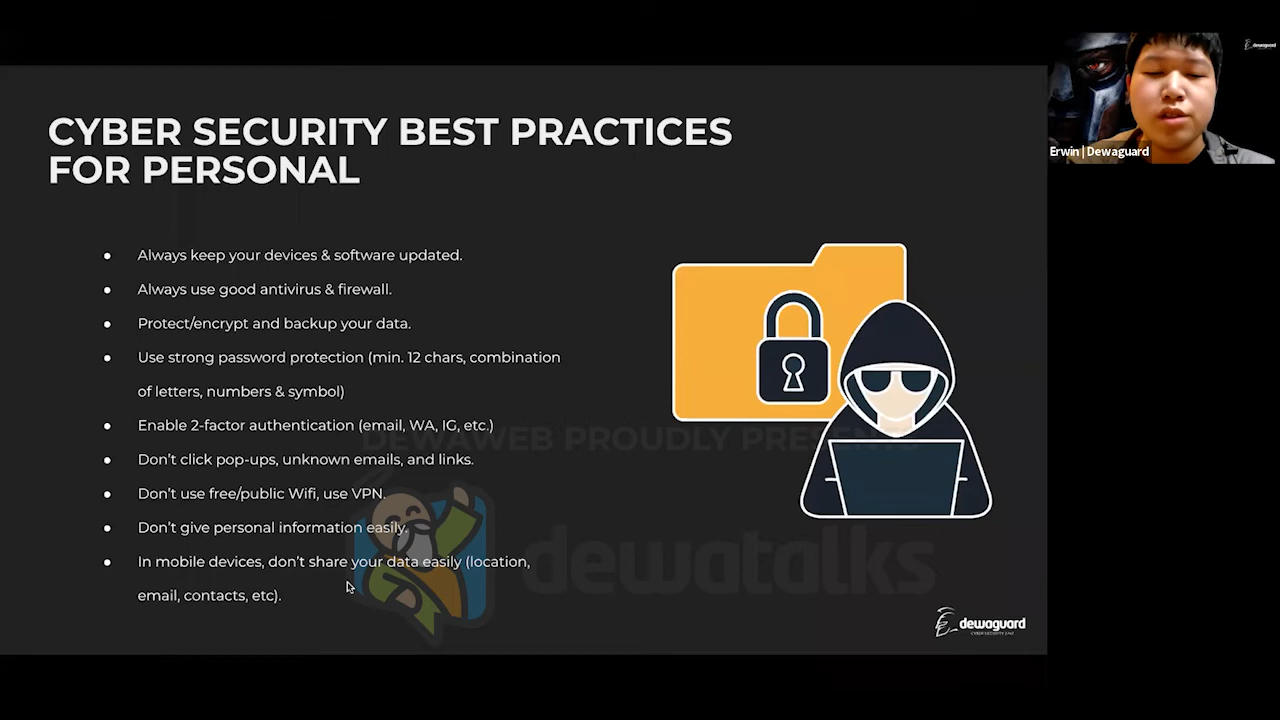 CYBER SECURITY BEST PRACTICES
FOR PERSONAL
Always keep your devices & software updated.
Always use good antivirus & firewall.
Protect/encrypt and backup your data.
Use strong password protection (min. 12 chars, combination
of letters, numbers & symbol)
Enable 2-factor authentication (email, WA, IG, etc.)
Don't click pop-ups, unknown emails, and links.
Don't use free/public Wifi, use VPN.
Don't give personal information easily.
In mobile devices, don't share your data easily (location,
email, contacts, etc).
DEWAWEB PROUDLY PRESENTS
dewatalks
dewaguard
CYBER SECURITY 24x7
dewaguard
Erwin | Dewaguard